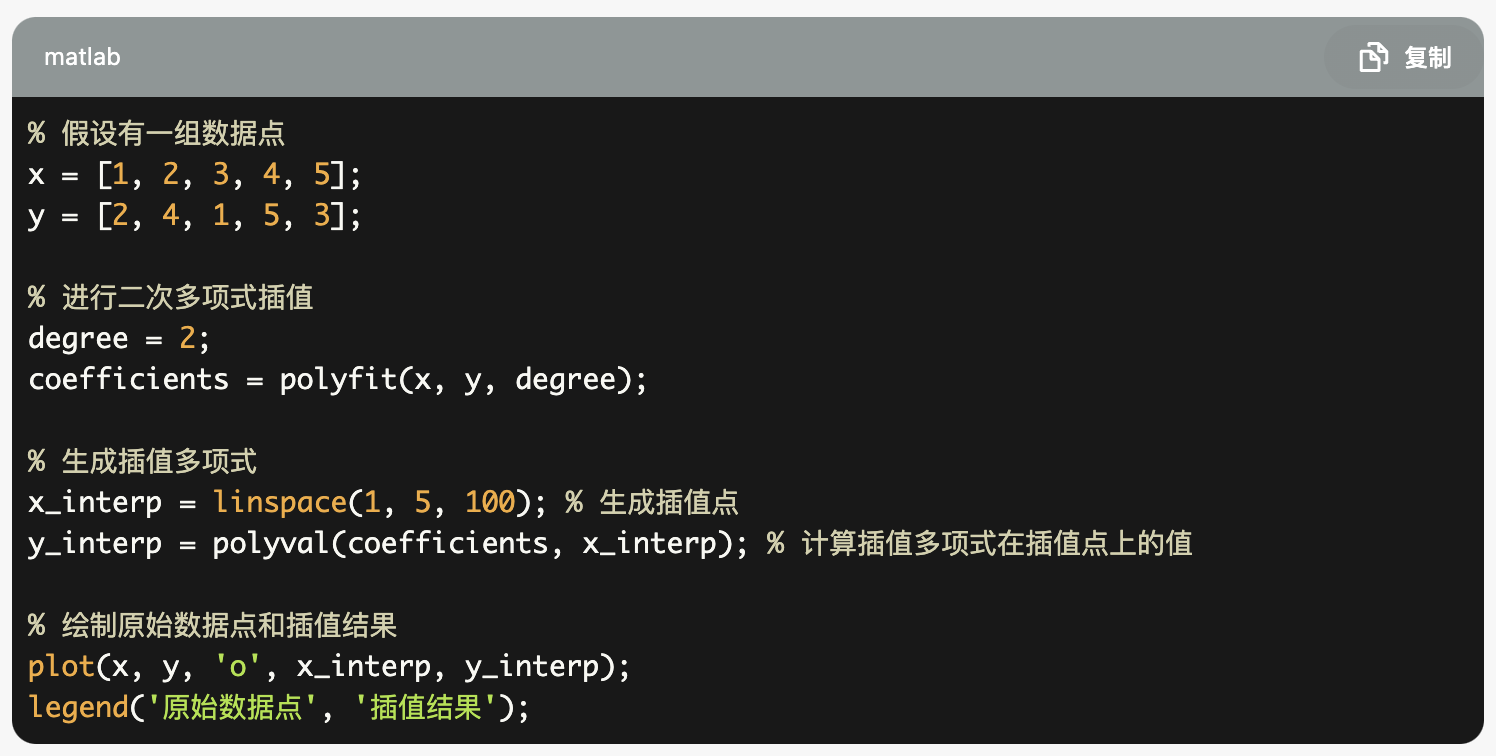 matlab
复制
% 假设有一组数据点
x = [1, 2, 3, 4, 5];
y = [2, 4, 1, 5, 3];
% 进行二次多项式插值
degree = 2;
coefficients = polyfit(x, y, degree);
% 生成插值多项式
x_interp = linspace(1, 5, 100); % 生成插值点
y_interp = polyval(coefficients, x_interp); % 计算插值多项式在插值点上的值
% 绘制原始数据点和插值结果
plot(x, y, 'o', x_interp, y_interp);
legend('原始数据点', '插值结果');